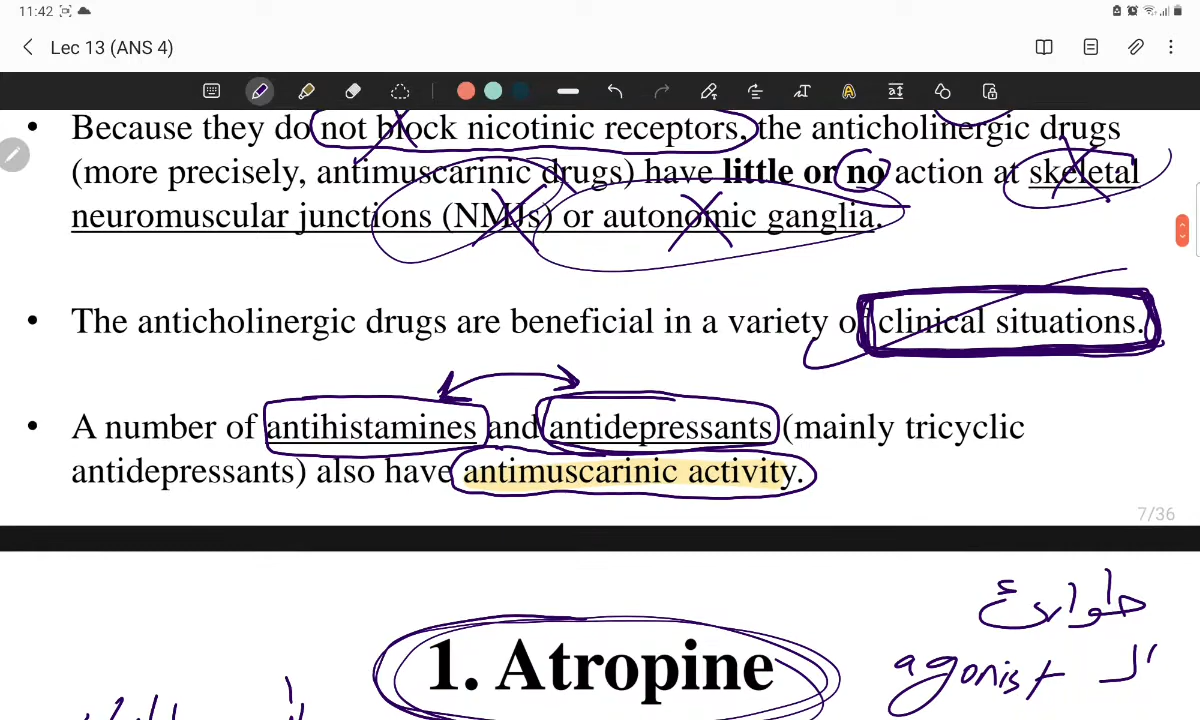 11:42
Lec 13 (ANS 4)
• Because they do not block nicotinic receptors, the anticholinergic drugs
(more precisely, antimuscarinic drugs) have little or no action at skeletal
neuromuscular junctions (NMJs) or autonomic ganglia.
• The anticholinergic drugs are beneficial in a variety of clinical situations.
• A number of antihistamines and antidepressants (mainly tricyclic
antidepressants) also have antimuscarinic activity.
7/36
طوارئ
ال agonist
1. Atropine